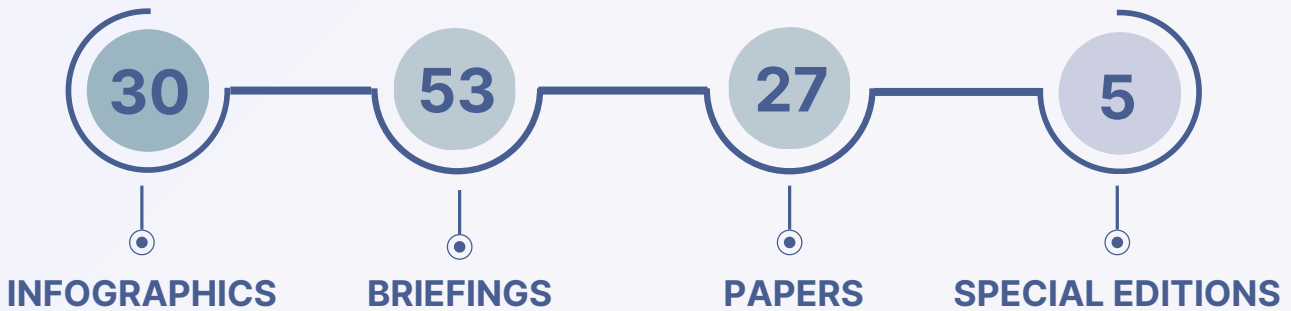 30 53 27 5
INFOGRAPHICS BRIEFINGS PAPERS SPECIAL EDITIONS